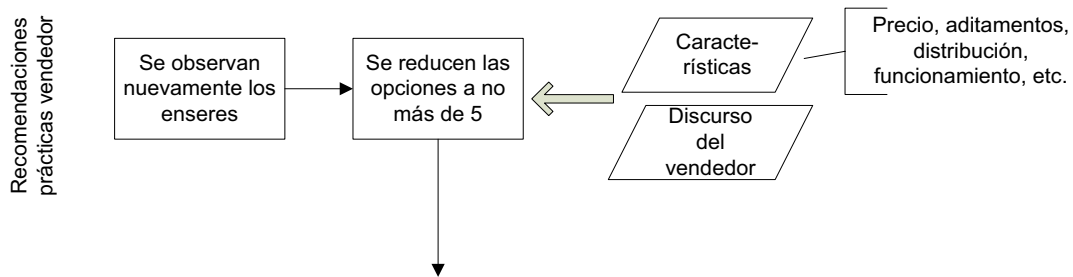 Recomendaciones
prácticas vendedor
Se observan
nuevamente los
enseres
Se reducen las
opciones a no
más de 5
Caracte-
rísticas
Discurso
del
vendedor
Precio, aditamentos,
distribución,
funcionamiento, etc.